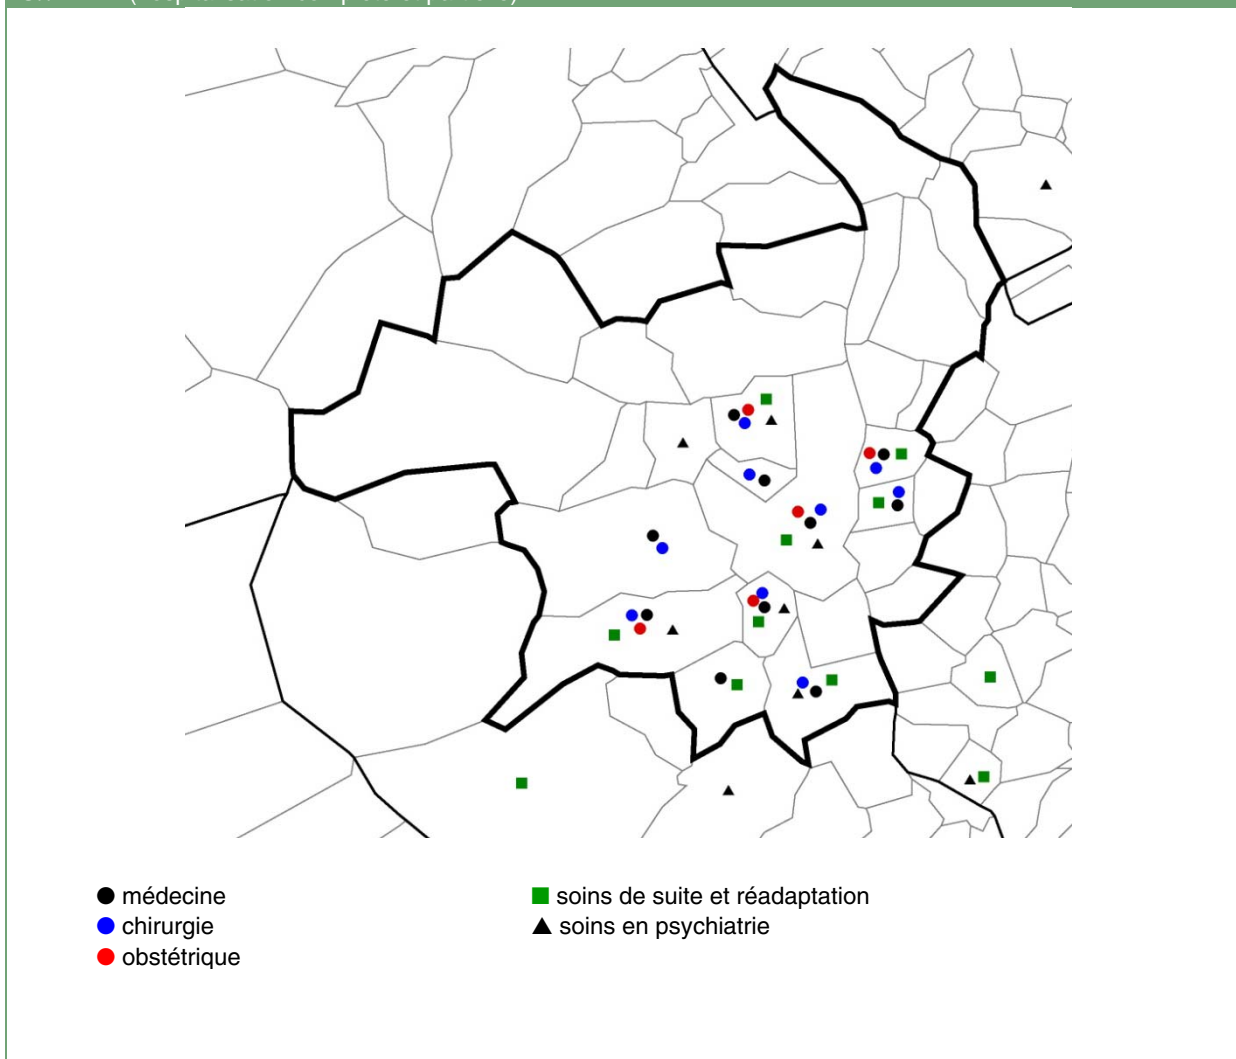 médecine
chirurgie
obstétrique
soins de suite et réadaptation
soins en psychiatrie